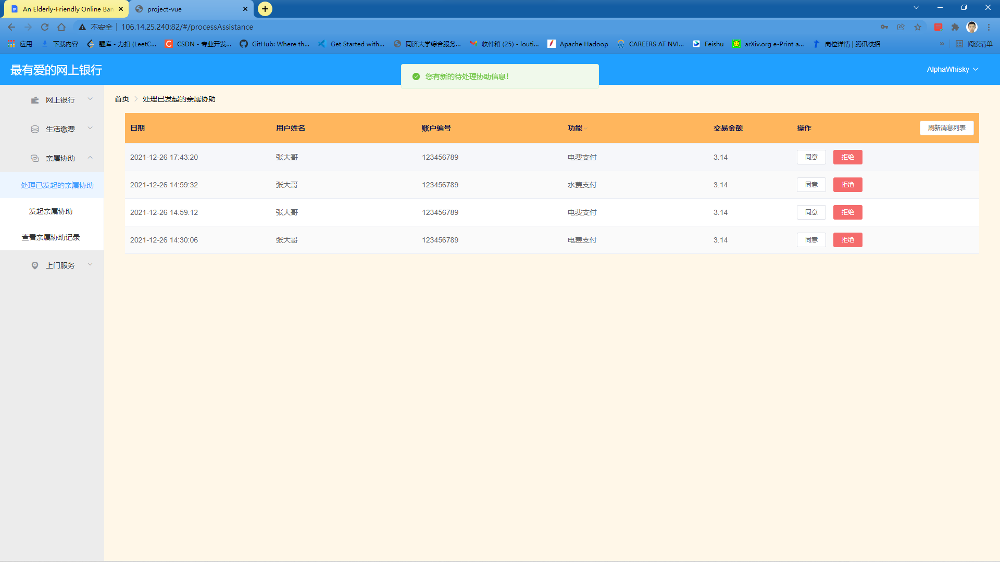 An Elderly-Friendly Online Ban
project-vue
不安全
106.14.25.240:82/#/processAssistance
应用
下载内容
题库 - 力扣 (LeetC...
CSDN - 专业开发...
GitHub: Where th...
Get Started with...
同济大学综合服务...
收件箱 (25) - louti...
Apache Hadoop
CAREERS AT NVI...
Feishu
arXiv.org e-Print a...
岗位详情 | 腾讯校招
»
阅读清单
最有爱的网上银行
您有新的待处理协助信息!
AlphaWhisky
网上银行
生活缴费
亲属协助
处理已发起的亲属协助
发起亲属协助
查看亲属协助记录
上门服务
首页 > 处理已发起的亲属协助
日期 用户姓名 账户编号 功能 交易金额 操作 刷新消息列表
2021-12-26 17:43:20 张大哥 123456789 电费支付 3.14 同意 拒绝
2021-12-26 14:59:32 张大哥 123456789 水费支付 3.14 同意 拒绝
2021-12-26 14:59:12 张大哥 123456789 电费支付 3.14 同意 拒绝
2021-12-26 14:30:06 张大哥 123456789 电费支付 3.14 同意 拒绝